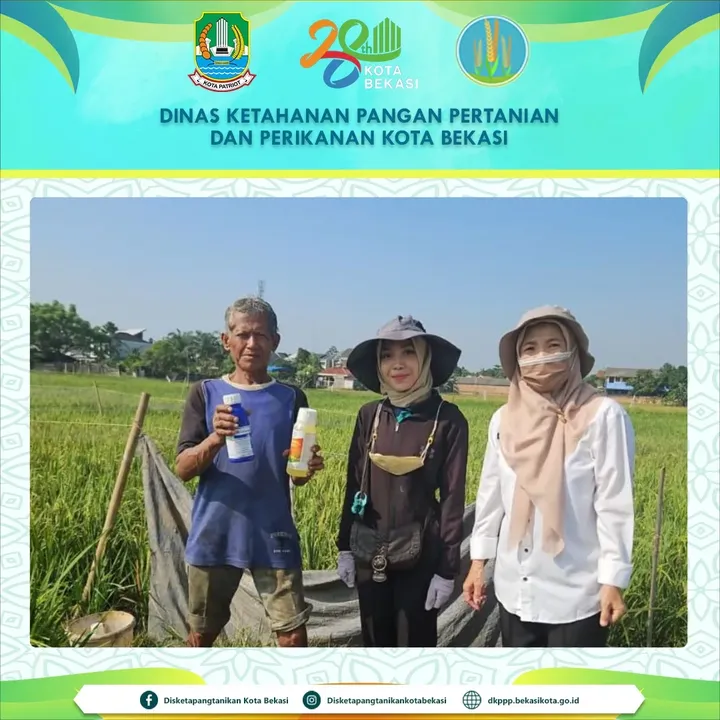 KOTA PATRIOT
28th
KOTA
BEKASI
DINAS KETAHANAN PANGAN PERTANIAN
DAN PERIKANAN KOTA BEKASI
Disketapangtanikan Kota Bekasi
Disketapangtanikankotabekasi
dkppp.bekasikota.go.id